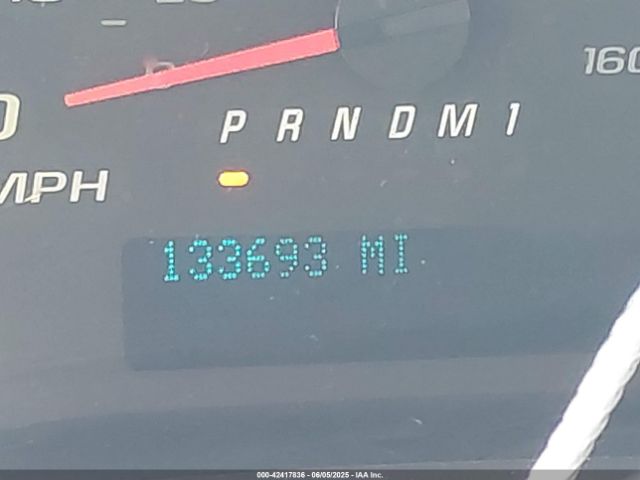 160
P R N D M 1
MPH
133693 MI
000-42417836 - 06/05/2025 - IAA Inc.